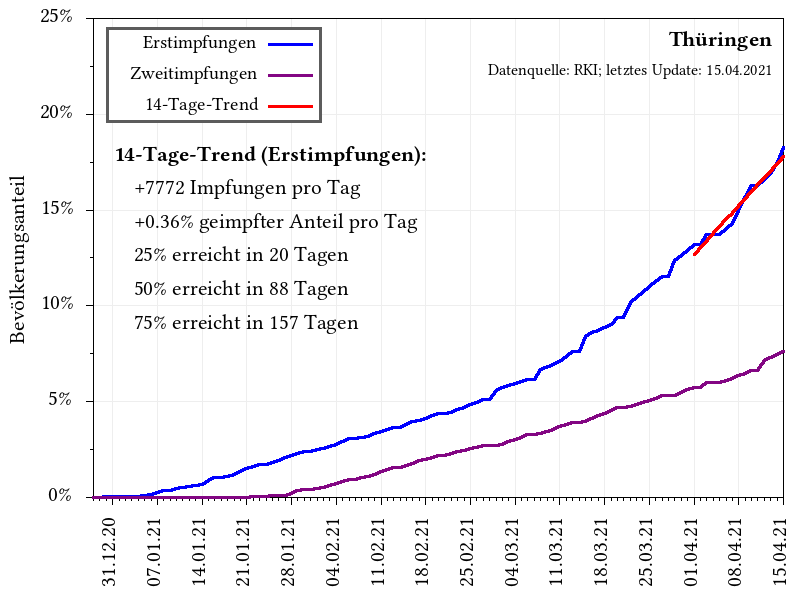 25%
20%
15%
10%
5%
0%
Bevölkerungsanteil
Erstimpfungen
Zweitimpfungen
14-Tage-Trend
Thüringen
Datenquelle: RKI; letztes Update: 15.04.2021
14-Tage-Trend (Erstimpfungen):
+7772 Impfungen pro Tag
+0.36% geimpfter Anteil pro Tag
25% erreicht in 20 Tagen
50% erreicht in 88 Tagen
75% erreicht in 157 Tagen
31.12.20
07.01.21
14.01.21
21.01.21
28.01.21
04.02.21
11.02.21
18.02.21
25.02.21
04.03.21
11.03.21
18.03.21
25.03.21
01.04.21
08.04.21
15.04.21